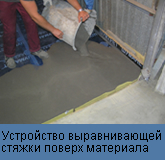 Устройство выравнивающей
стяжки поверх материала